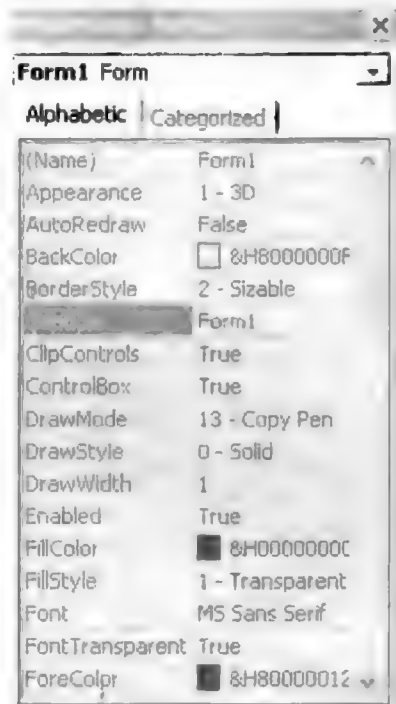 Form1 Form
Alphabetic Categorized
(Name) Form1
Appearance 1 - 3D
AutoRedraw False
BackColor &H8000000F
BorderStyle 2 - Sizable
Form1
ClipControls True
ControlBox True
DrawMode 13 - Copy Pen
DrawStyle 0 - Solid
DrawWidth 1
Enabled True
FillColor &H0000000C
FillStyle 1 - Transparent
Font MS Sans Serif
FontTransparent True
ForeColor &H80000012